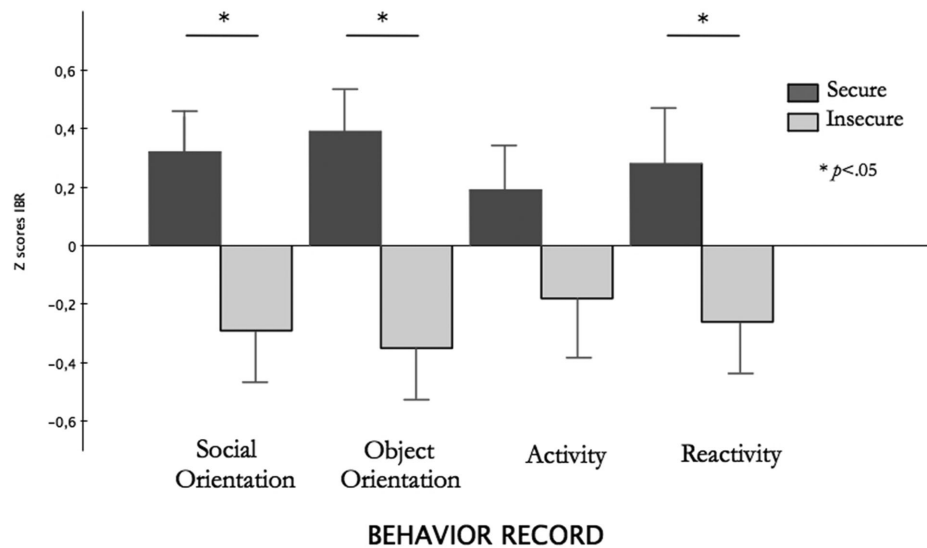 *
*
*
0,6
0,4
0,2
0
−0,2
−0,4
−0,6
Z scores IBR
Secure
Insecure
* p<.05
Social
Orientation
Object
Orientation
Activity
Reactivity
BEHAVIOR RECORD